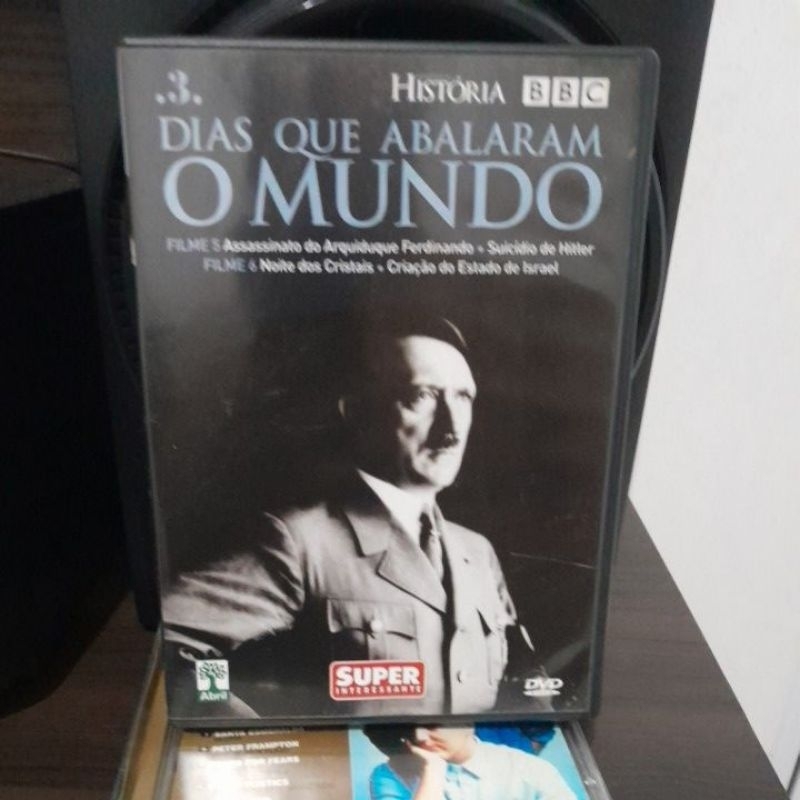 .3.
HISTÓRIA BBC
DIAS QUE ABALARAM
O MUNDO
FILME 5 Assassinato do Arquiduque Ferdinando • Suicídio de Hitler
FILME 6 Noite dos Cristais • Criação do Estado de Israel
Abril
SUPER
INTERESSANTE
DVD
• PETER FRAMPTON
FEARS